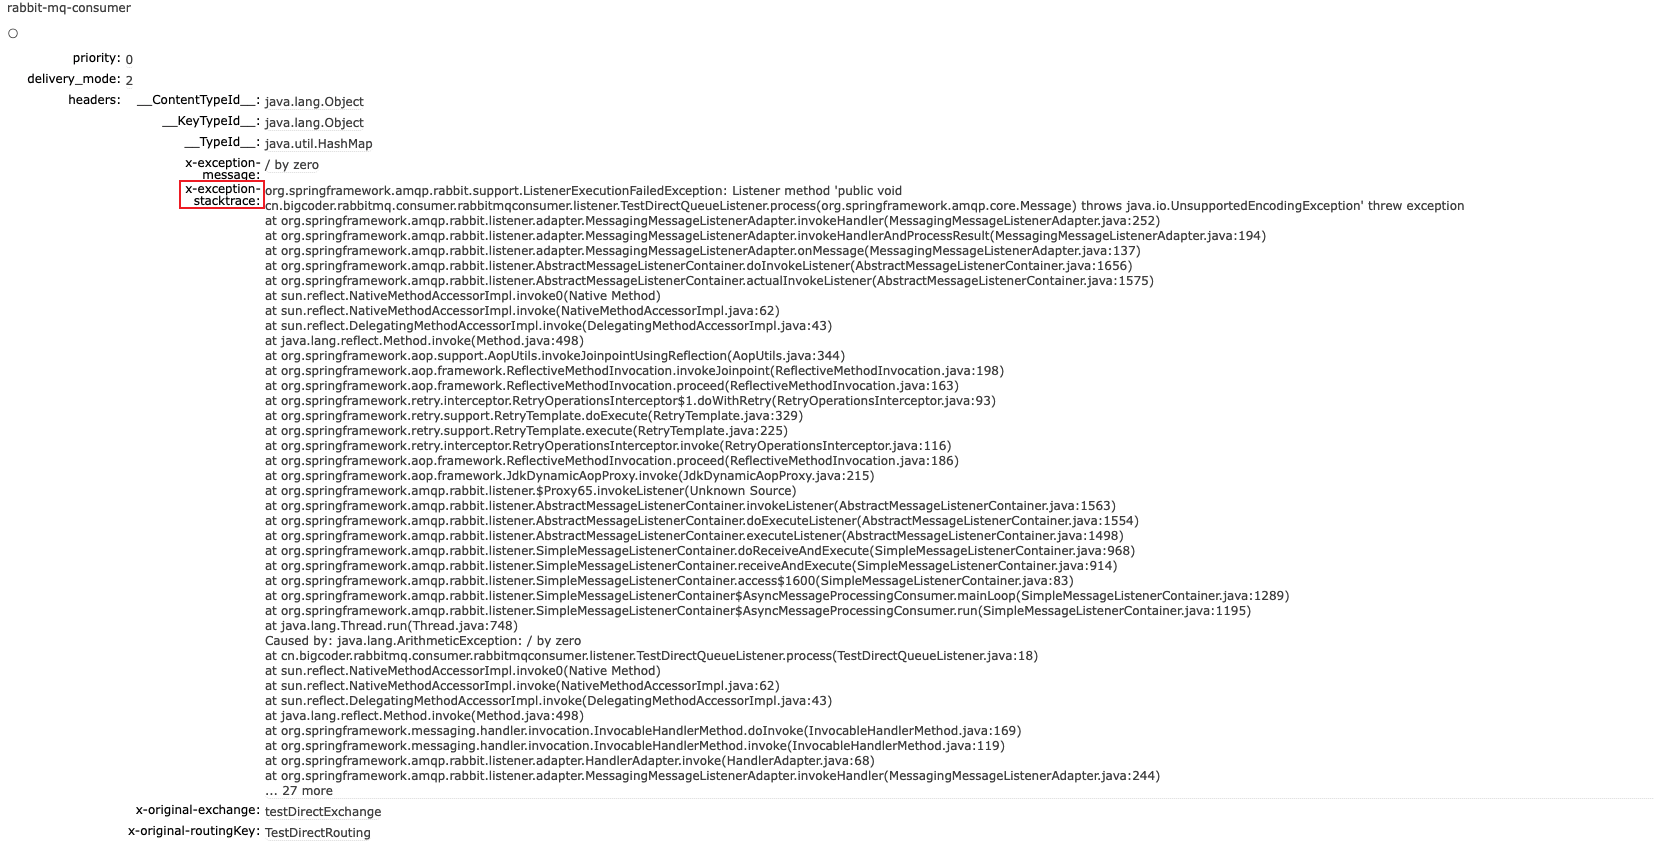 rabbit-mq-consumer
priority: 0
delivery_mode: 2
headers: __ContentTypeId__: java.lang.Object
__KeyTypeId__: java.lang.Object
__TypeId__: java.util.HashMap
x-exception-message: / by zero
x-exception-stacktrace: org.springframework.amqp.rabbit.support.ListenerExecutionFailedException: Listener method 'public void
cn.bigcoder.rabbitmq.consumer.rabbitmqconsumer.listener.TestDirectQueueListener.process(org.springframework.amqp.core.Message) throws java.io.UnsupportedEncodingException' threw exception
at org.springframework.amqp.rabbit.listener.adapter.MessagingMessageListenerAdapter.invokeHandler(MessagingMessageListenerAdapter.java:252)
at org.springframework.amqp.rabbit.listener.adapter.MessagingMessageListenerAdapter.invokeHandlerAndProcessResult(MessagingMessageListenerAdapter.java:194)
at org.springframework.amqp.rabbit.listener.adapter.MessagingMessageListenerAdapter.onMessage(MessagingMessageListenerAdapter.java:137)
at org.springframework.amqp.rabbit.listener.AbstractMessageListenerContainer.doInvokeListener(AbstractMessageListenerContainer.java:1656)
at org.springframework.amqp.rabbit.listener.AbstractMessageListenerContainer.actualInvokeListener(AbstractMessageListenerContainer.java:1575)
at sun.reflect.NativeMethodAccessorImpl.invoke0(Native Method)
at sun.reflect.NativeMethodAccessorImpl.invoke(NativeMethodAccessorImpl.java:62)
at sun.reflect.DelegatingMethodAccessorImpl.invoke(DelegatingMethodAccessorImpl.java:43)
at java.lang.reflect.Method.invoke(Method.java:498)
at org.springframework.aop.support.AopUtils.invokeJoinpointUsingReflection(AopUtils.java:344)
at org.springframework.aop.framework.ReflectiveMethodInvocation.invokeJoinpoint(ReflectiveMethodInvocation.java:198)
at org.springframework.aop.framework.ReflectiveMethodInvocation.proceed(ReflectiveMethodInvocation.java:163)
at org.springframework.retry.interceptor.RetryOperationsInterceptor$1.doWithRetry(RetryOperationsInterceptor.java:93)
at org.springframework.retry.support.RetryTemplate.doExecute(RetryTemplate.java:329)
at org.springframework.retry.support.RetryTemplate.execute(RetryTemplate.java:225)
at org.springframework.retry.interceptor.RetryOperationsInterceptor.invoke(RetryOperationsInterceptor.java:116)
at org.springframework.aop.framework.ReflectiveMethodInvocation.proceed(ReflectiveMethodInvocation.java:186)
at org.springframework.aop.framework.JdkDynamicAopProxy.invoke(JdkDynamicAopProxy.java:215)
at org.springframework.amqp.rabbit.listener.$Proxy65.invokeListener(Unknown Source)
at org.springframework.amqp.rabbit.listener.AbstractMessageListenerContainer.invokeListener(AbstractMessageListenerContainer.java:1563)
at org.springframework.amqp.rabbit.listener.AbstractMessageListenerContainer.doExecuteListener(AbstractMessageListenerContainer.java:1554)
at org.springframework.amqp.rabbit.listener.AbstractMessageListenerContainer.executeListener(AbstractMessageListenerContainer.java:1498)
at org.springframework.amqp.rabbit.listener.SimpleMessageListenerContainer.doReceiveAndExecute(SimpleMessageListenerContainer.java:968)
at org.springframework.amqp.rabbit.listener.SimpleMessageListenerContainer.receiveAndExecute(SimpleMessageListenerContainer.java:914)
at org.springframework.amqp.rabbit.listener.SimpleMessageListenerContainer.access$1600(SimpleMessageListenerContainer.java:83)
at org.springframework.amqp.rabbit.listener.SimpleMessageListenerContainer$AsyncMessageProcessingConsumer.mainLoop(SimpleMessageListenerContainer.java:1289)
at org.springframework.amqp.rabbit.listener.SimpleMessageListenerContainer$AsyncMessageProcessingConsumer.run(SimpleMessageListenerContainer.java:1195)
at java.lang.Thread.run(Thread.java:748)
Caused by: java.lang.ArithmeticException: / by zero
at cn.bigcoder.rabbitmq.consumer.rabbitmqconsumer.listener.TestDirectQueueListener.process(TestDirectQueueListener.java:18)
at sun.reflect.NativeMethodAccessorImpl.invoke0(Native Method)
at sun.reflect.NativeMethodAccessorImpl.invoke(NativeMethodAccessorImpl.java:62)
at sun.reflect.DelegatingMethodAccessorImpl.invoke(DelegatingMethodAccessorImpl.java:43)
at java.lang.reflect.Method.invoke(Method.java:498)
at org.springframework.messaging.handler.invocation.InvocableHandlerMethod.doInvoke(InvocableHandlerMethod.java:169)
at org.springframework.messaging.handler.invocation.InvocableHandlerMethod.invoke(InvocableHandlerMethod.java:119)
at org.springframework.amqp.rabbit.listener.adapter.HandlerAdapter.invoke(HandlerAdapter.java:68)
at org.springframework.amqp.rabbit.listener.adapter.MessagingMessageListenerAdapter.invokeHandler(MessagingMessageListenerAdapter.java:244)
... 27 more
x-original-exchange: testDirectExchange
x-original-routingKey: TestDirectRouting